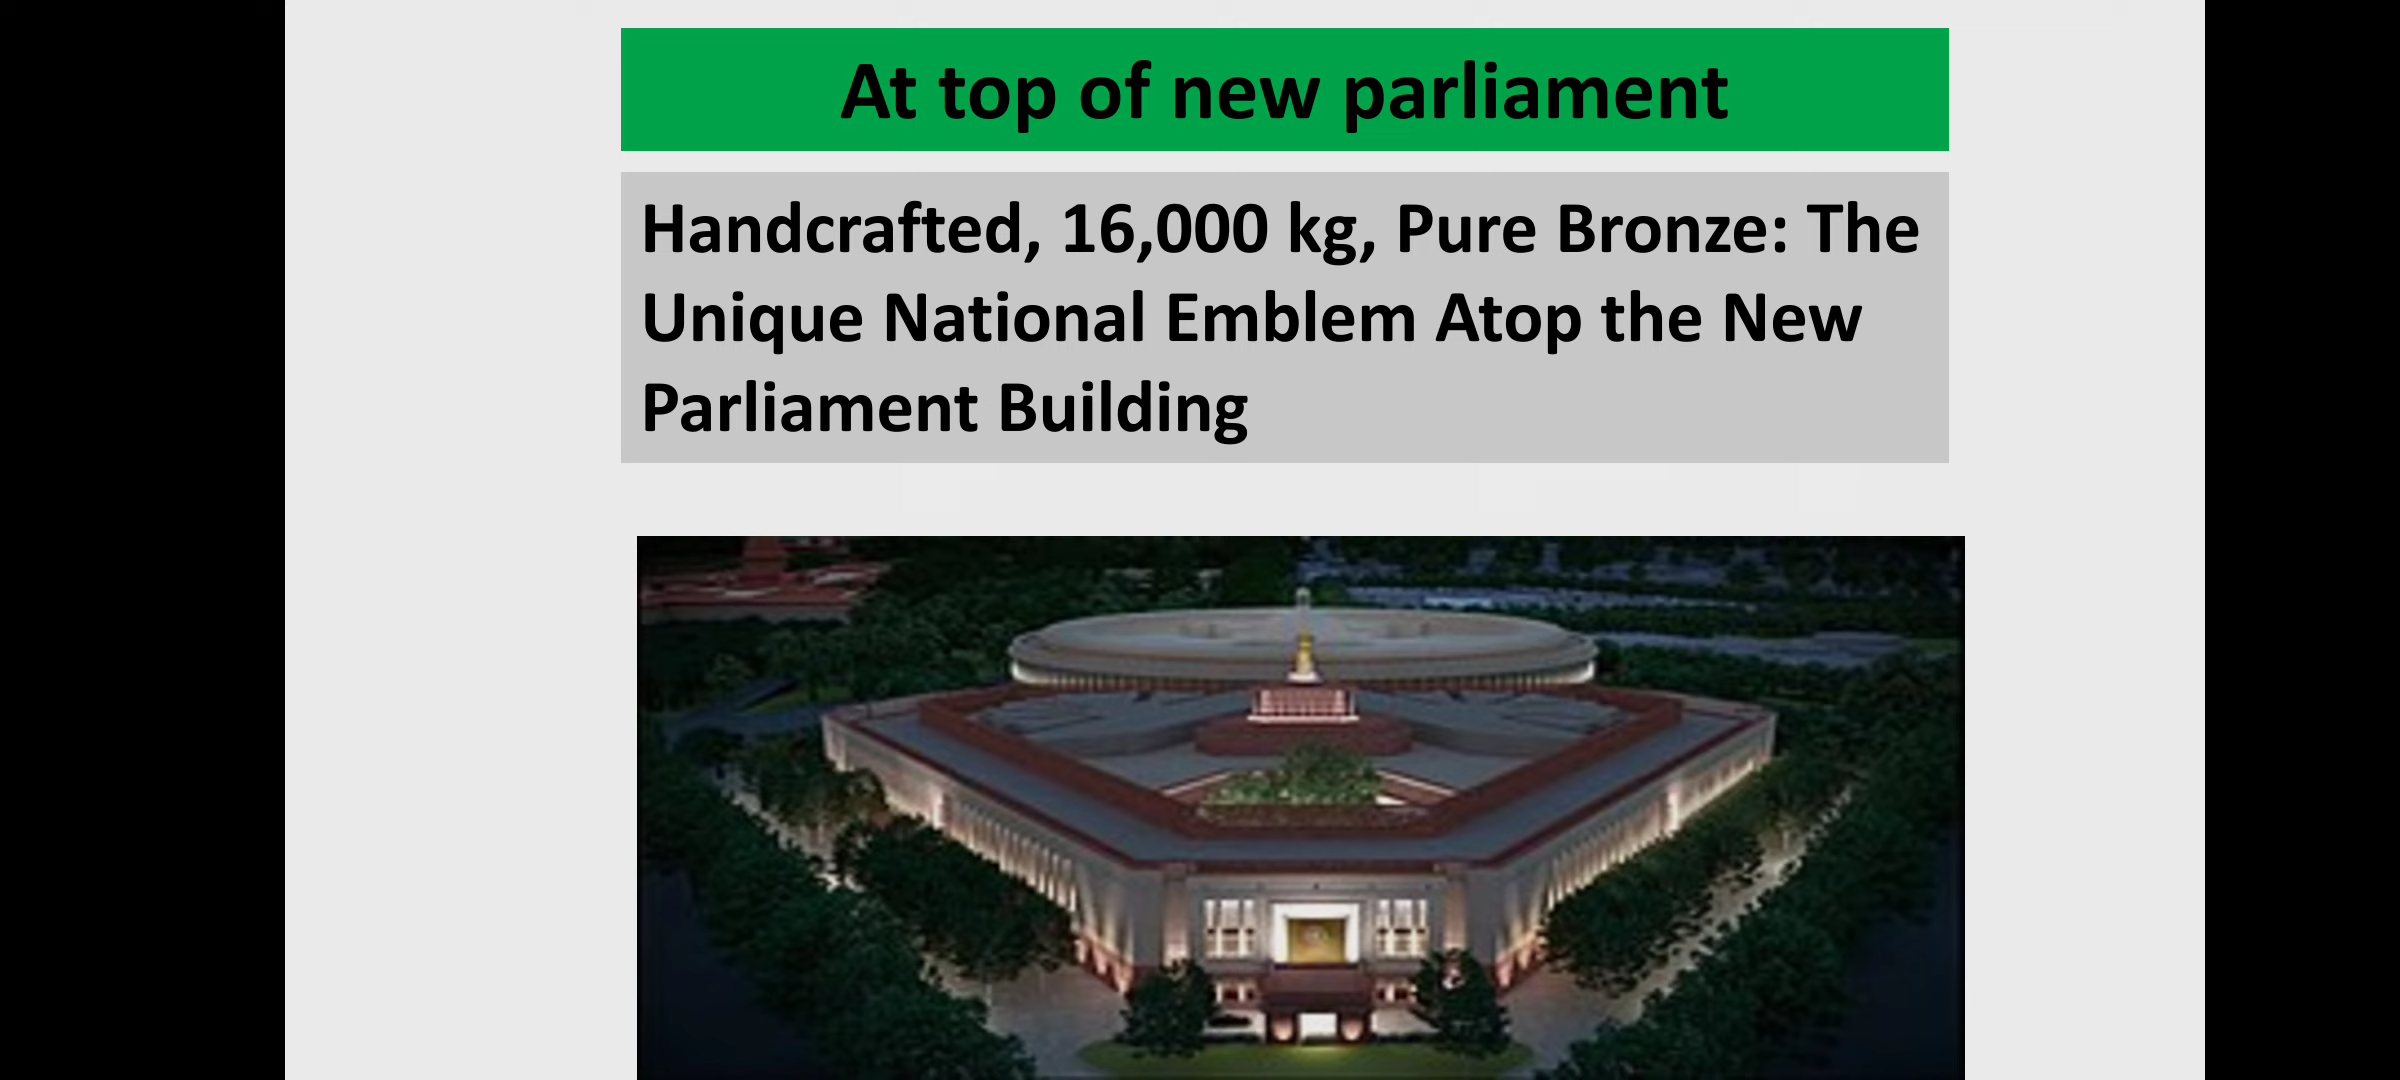 At top of new parliament
Handcrafted, 16,000 kg, Pure Bronze: The
Unique National Emblem Atop the New
Parliament Building